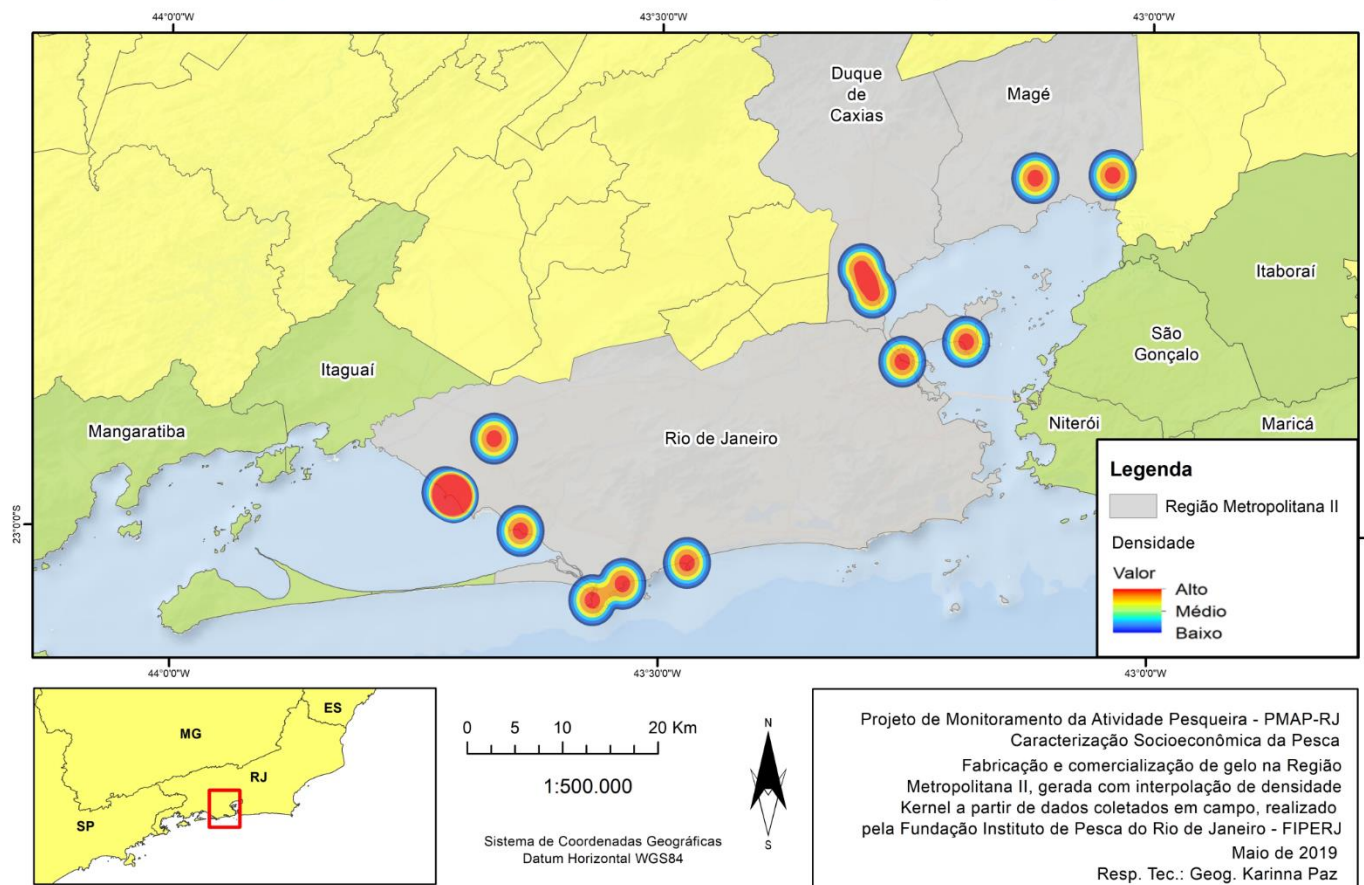 44°0'0"W
43°30'0"W
43°0'0"W
Duque
de
Caxias
Magé
Itaboraí
São
Gonçalo
Itaguaí
Mangaratiba
Rio de Janeiro
Niterói
Maricá
23°0'0"S
Legenda
Região Metropolitana II
Densidade
Valor
Alto
Médio
Baixo
44°0'0"W
43°30'0"W
43°0'0"W
ES
MG
RJ
SP
0 5 10 20 Km
1:500.000
Sistema de Coordenadas Geográficas
Datum Horizontal WGS84
N
S
Projeto de Monitoramento da Atividade Pesqueira - PMAP-RJ
Caracterização Socioeconômica da Pesca
Fabricação e comercialização de gelo na Região
Metropolitana II, gerada com interpolação de densidade
Kernel a partir de dados coletados em campo, realizado
pela Fundação Instituto de Pesca do Rio de Janeiro - FIPERJ
Maio de 2019
Resp. Tec.: Geog. Karinna Paz